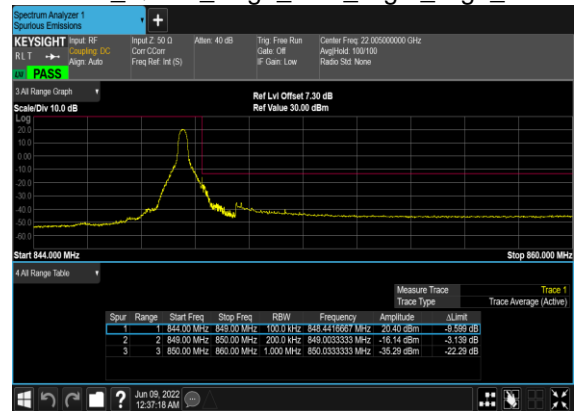 Spectrum Analyzer 1
Spurious Emissions
+
KEYSIGHT Input: RF Input Z: 50 Ω Atten: 40 dB Trig: Free Run Center Freq: 22.005000000 GHz
RLT Coupling: DC Corr CCorr Gate: Off Avg|Hold: 100/100
Align: Auto Freq Ref: Int (S) IF Gain: Low Radio Std: None
PASS
3 All Range Graph
Ref Lvl Offset 7.30 dB
Scale/Div 10.0 dB Ref Value 30.00 dBm
Log
20.0
10.0
0.00
-10.0
-20.0
-30.0
-40.0
-50.0
-60.0
Start 844.000 MHz Stop 860.000 MHz
4 All Range Table
Measure Trace Trace 1
Trace Type Trace Average (Active)
Spur Range Start Freq Stop Freq RBW Frequency Amplitude ΔLimit
1 1 844.00 MHz 849.00 MHz 100.0 kHz 848.4416667 MHz 20.40 dBm -9.599 dB
2 2 849.00 MHz 850.00 MHz 200.0 kHz 849.0033333 MHz -16.14 dBm -3.139 dB
3 3 850.00 MHz 860.00 MHz 1.000 MHz 850.0333333 MHz -35.29 dBm -22.29 dB
? Jun 09, 2022
12:37:18 AM